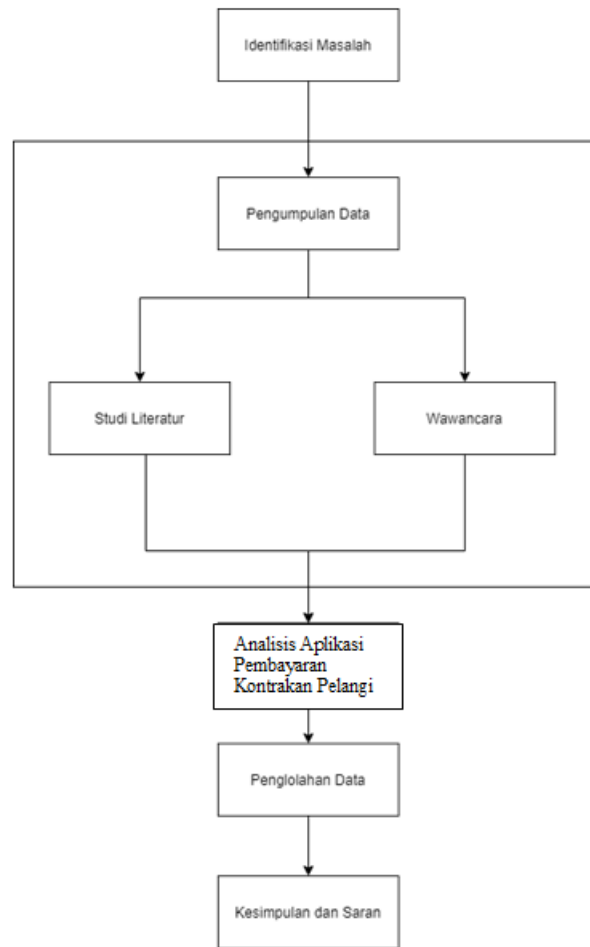 Identifikasi Masalah
Pengumpulan Data
Studi Literatur
Wawancara
Analisis Aplikasi
Pembayaran
Kontrakan Pelangi
Penglolahan Data
Kesimpulan dan Saran